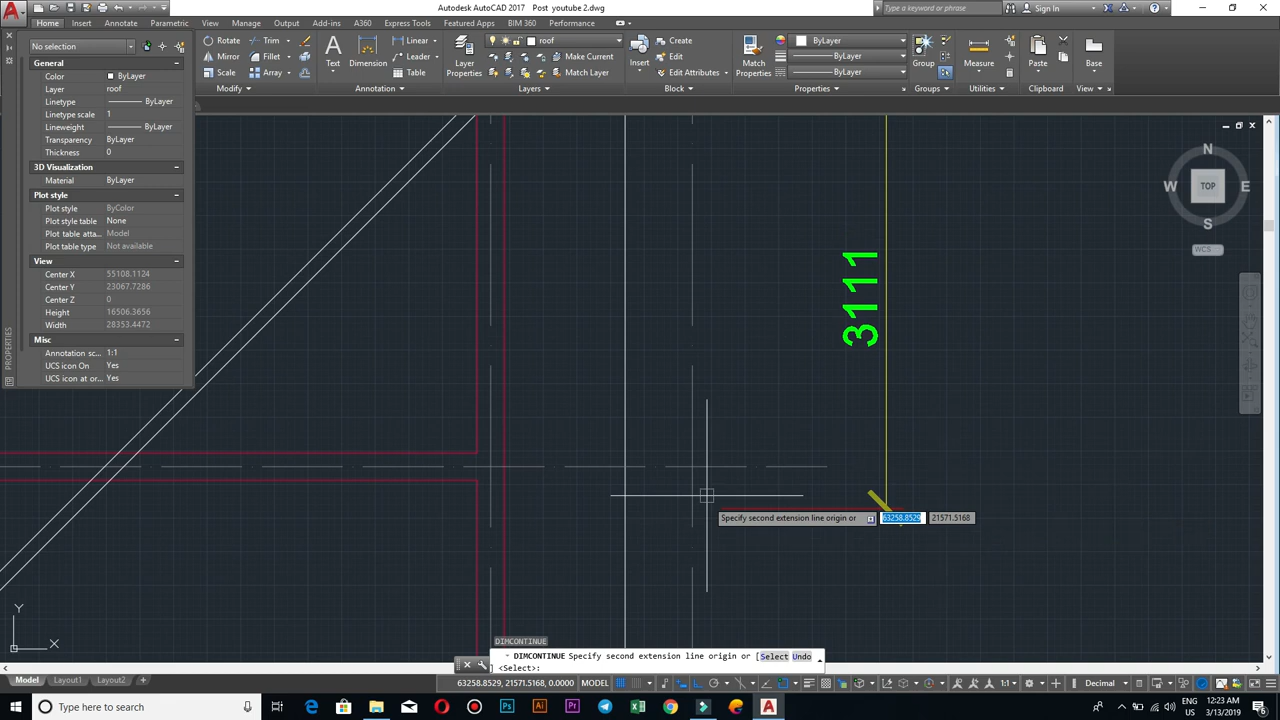 Autodesk AutoCAD 2017 Post youtube 2.dwg
Type a keyword or phrase
Sign In
Home Insert Annotate Parametric View Manage Output Add-ins A360 Express Tools Featured Apps BIM 360 Performance
No selection
Rotate Trim
Mirror Fillet
Scale Array
Modify
Text Dimension
Linear
Leader
Table
Annotation
Layer Properties
roof
Make Current
Match Layer
Layers
Insert
Create
Edit
Edit Attributes
Block
Match Properties
ByLayer
ByLayer
ByLayer
Properties
Group
Groups
Measure
Utilities
Paste
Clipboard
Base
View
General
Color ByLayer
Layer roof
Linetype ByLayer
Linetype scale 1
Lineweight ByLayer
Transparency ByLayer
Thickness 0
3D Visualization
Material ByLayer
Plot style
Plot style ByColor
Plot style table None
Plot table atta... Model
Plot table type Not available
View
Center X 55108.1124
Center Y 23067.7286
Center Z 0
Height 16506.3656
Width 28353.4472
Misc
Annotation sc... 1:1
UCS icon On Yes
UCS icon at or... Yes
PROPERTIES
N
W TOP E
S
WCS
3111
Specify second extension line origin or 63258.8529 21571.5168
Y
X
DIMCONTINUE
DIMCONTINUE Specify second extension line origin or [Select Undo
] <Select>:
Model Layout1 Layout2 +
63258.8529, 21571.5168, 0.0000 MODEL 1:1 Decimal
Type here to search
ENG
US
12:23 AM
3/13/2019